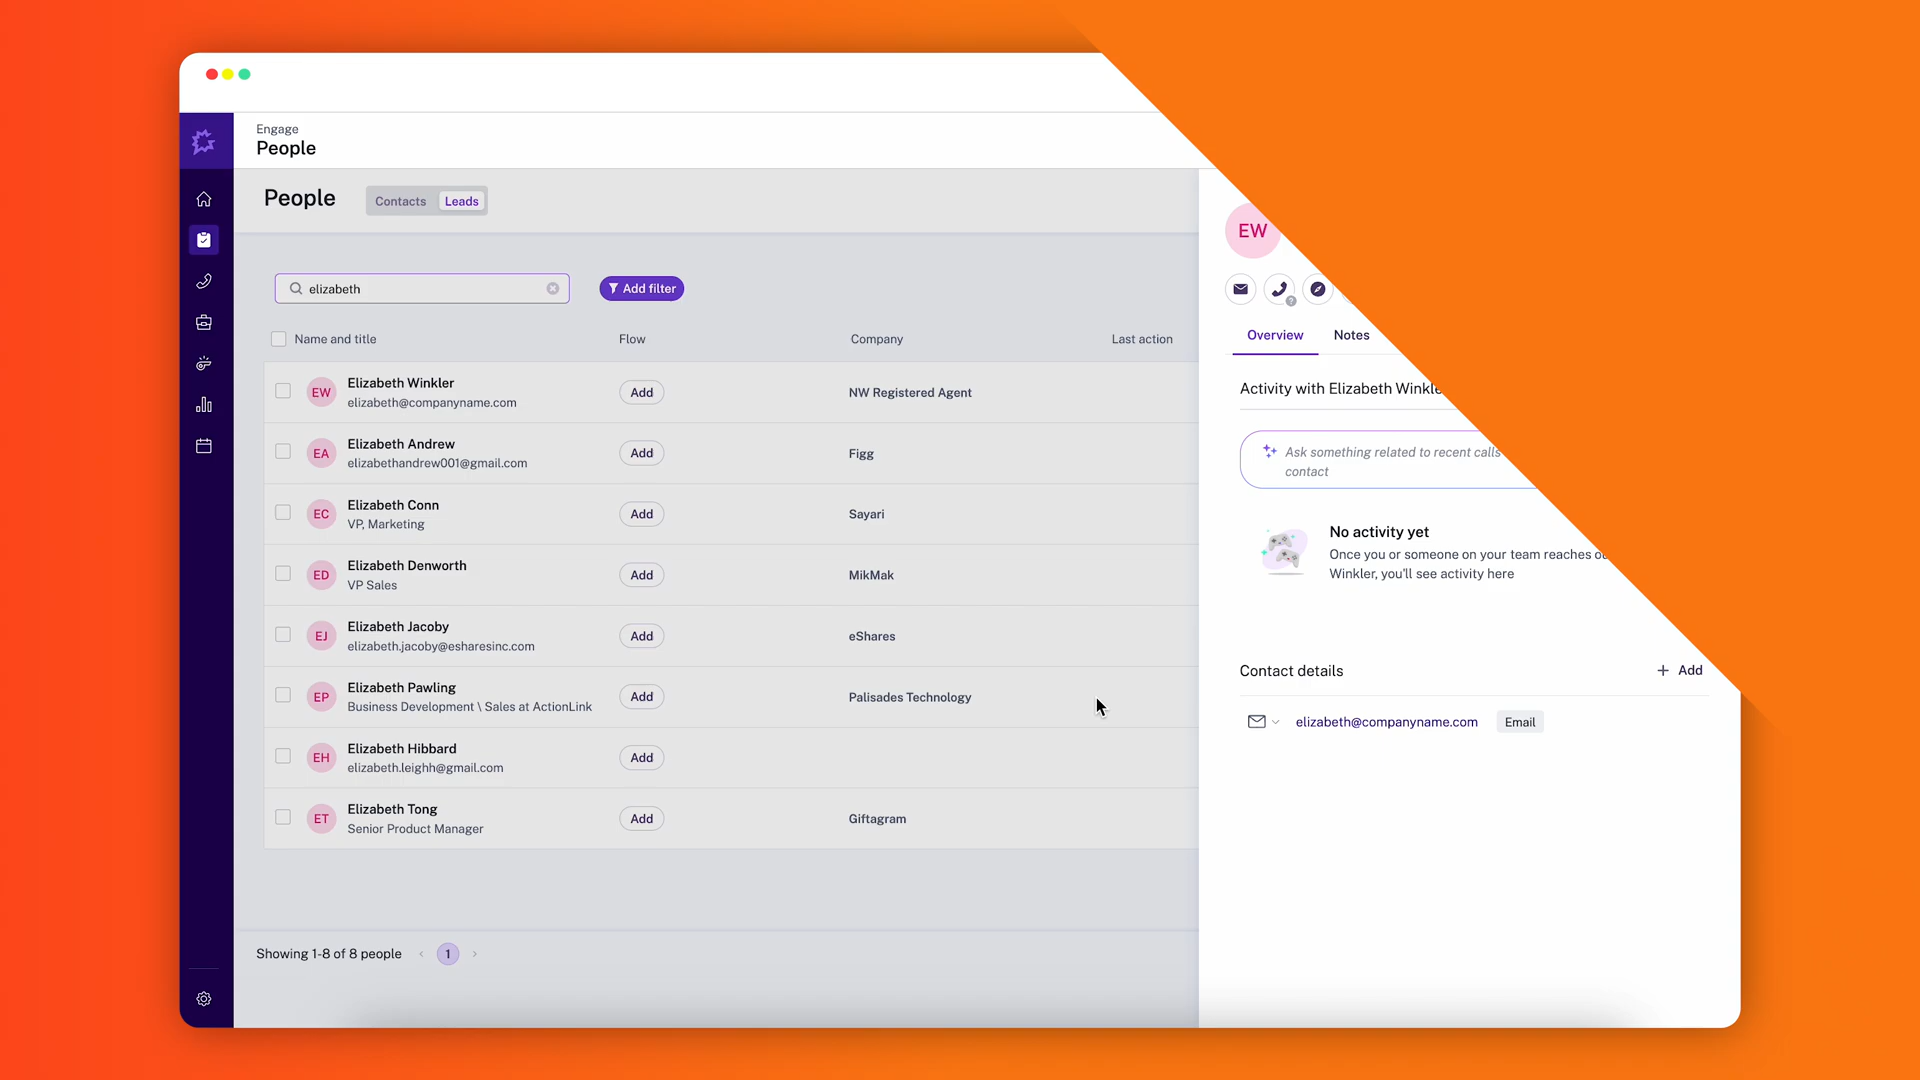 Engage
People
People
Contacts
Leads
elizabeth
Add filter
Name and title
Flow
Company
Last action
EW
Elizabeth Winkler
elizabeth@companyname.com
Add
NW Registered Agent
EA
Elizabeth Andrew
elizabethandrew001@gmail.com
Add
Figg
EC
Elizabeth Conn
VP, Marketing
Add
Sayari
ED
Elizabeth Denworth
VP Sales
Add
MikMak
EJ
Elizabeth Jacoby
elizabeth.jacoby@esharesinc.com
Add
eShares
EP
Elizabeth Pawling
Business Development \ Sales at ActionLink
Add
Palisades Technology
EH
Elizabeth Hibbard
elizabeth.leighh@gmail.com
Add
ET
Elizabeth Tong
Senior Product Manager
Add
Giftagram
Showing 1-8 of 8 people
1
EW
?
Overview
Notes
Activity with Elizabeth
Ask something related to recent calls
contact
No activity yet
Once you or someone on your team reaches
Winkler, you'll see activity here
Contact details
+ Add
elizabeth@companyname.com
Email